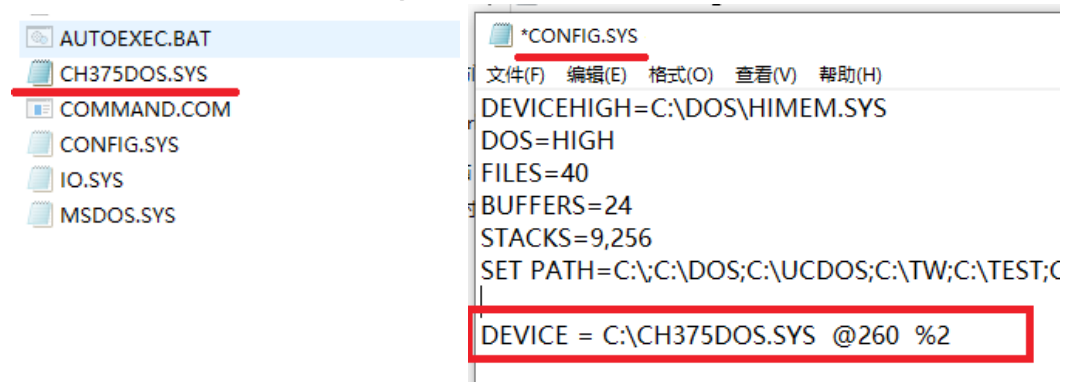 AUTOEXEC.BAT
CH375DOS.SYS
COMMAND.COM
CONFIG.SYS
IO.SYS
MSDOS.SYS
*CONFIG.SYS
文件(F) 编辑(E) 格式(O) 查看(V) 帮助(H)
DEVICEHIGH=C:\DOS\HIMEM.SYS
DOS=HIGH
FILES=40
BUFFERS=24
STACKS=9,256
SET PATH=C:\;C:\DOS;C:\UCDOS;C:\TW;C:\TEST;
DEVICE = C:\CH375DOS.SYS @260 %2